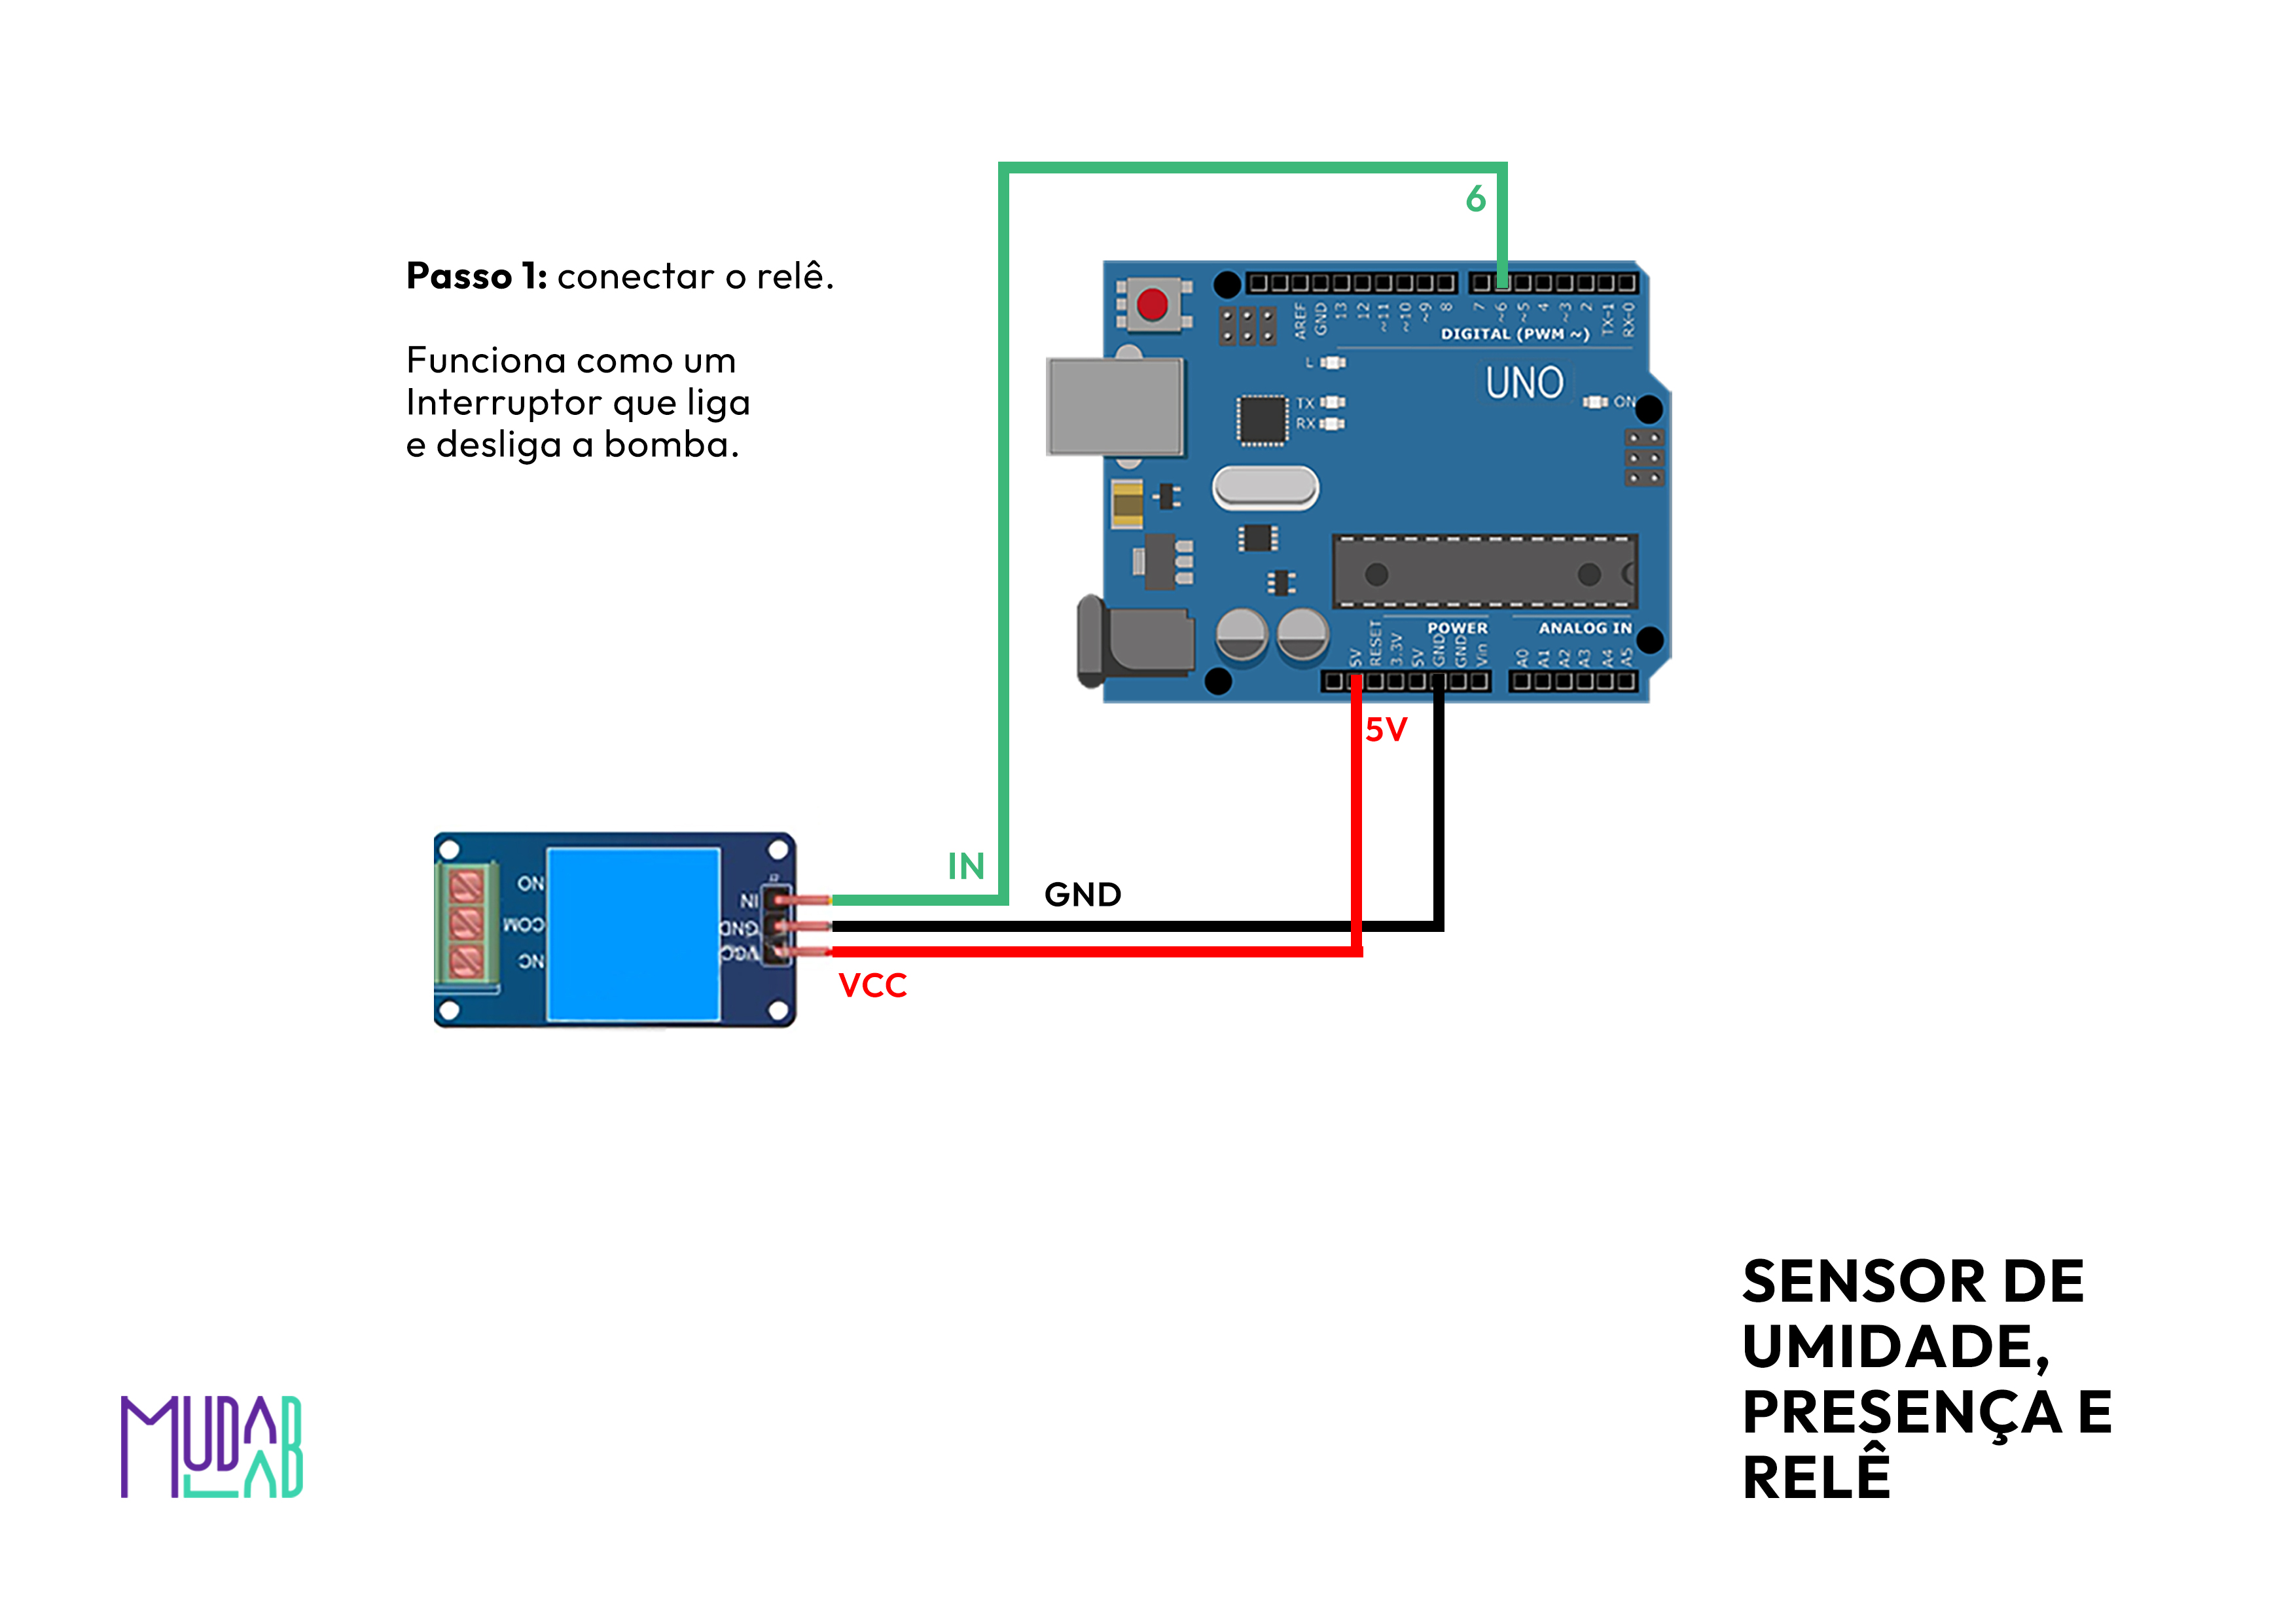 6
Passo 1: conectar o relê.
Funciona como um
Interruptor que liga
e desliga a bomba.
AREF
GND
13
12
~11
~10
~9
8
7
~6
~5
4
~3
2
TX-1
RX-0
DIGITAL (PWM ~)
L
UNO
TX
RX
ON
POWER
ANALOG IN
5V
RESET
3.3V
5V
GND
GND
Vin
A0
A1
A2
A3
A4
A5
5V
IN
GND
NO
COM
NC
IN
GND
VCC
VCC
SENSOR DE
UMIDADE,
PRESENÇA E
RELÊ
MUDA
LAB